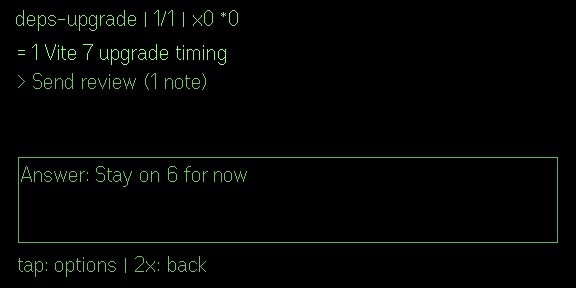 deps-upgrade | 1/1 | x0 *0
= 1 Vite 7 upgrade timing
> Send review (1 note)
Answer: Stay on 6 for now
tap: options | 2x: back